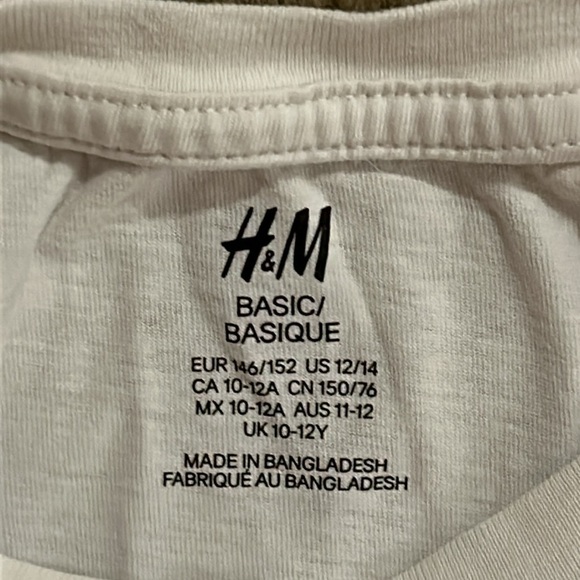 H&M
BASIC/
BASIQUE
EUR 146/152 US 12/14
CA 10-12A CN 150/76
MX 10-12A AUS 11-12
UK 10-12Y
MADE IN BANGLADESH
FABRIQUÉ AU BANGLADESH